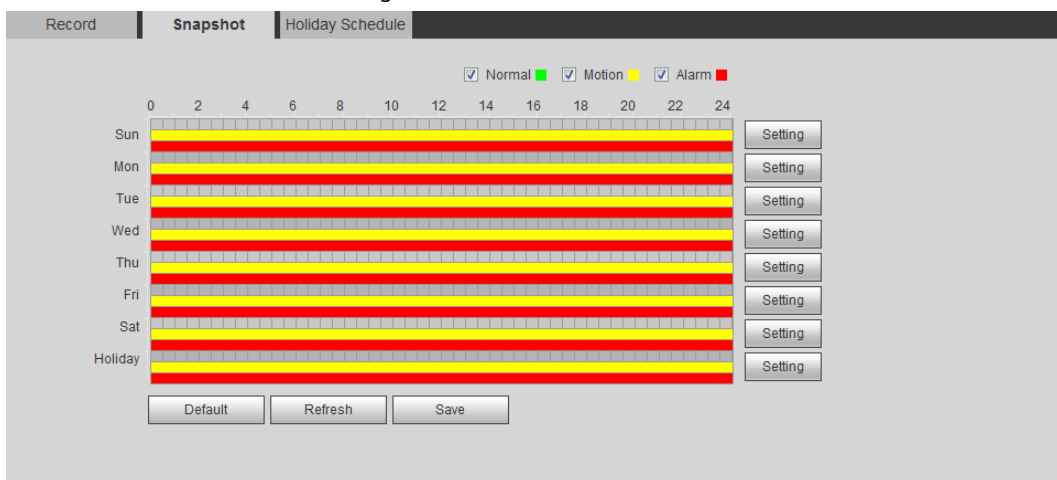 Record Snapshot Holiday Schedule
Normal Motion Alarm
0 2 4 6 8 10 12 14 16 18 20 22 24
Sun Setting
Mon Setting
Tue Setting
Wed Setting
Thu Setting
Fri Setting
Sat Setting
Holiday Setting
Default Refresh Save